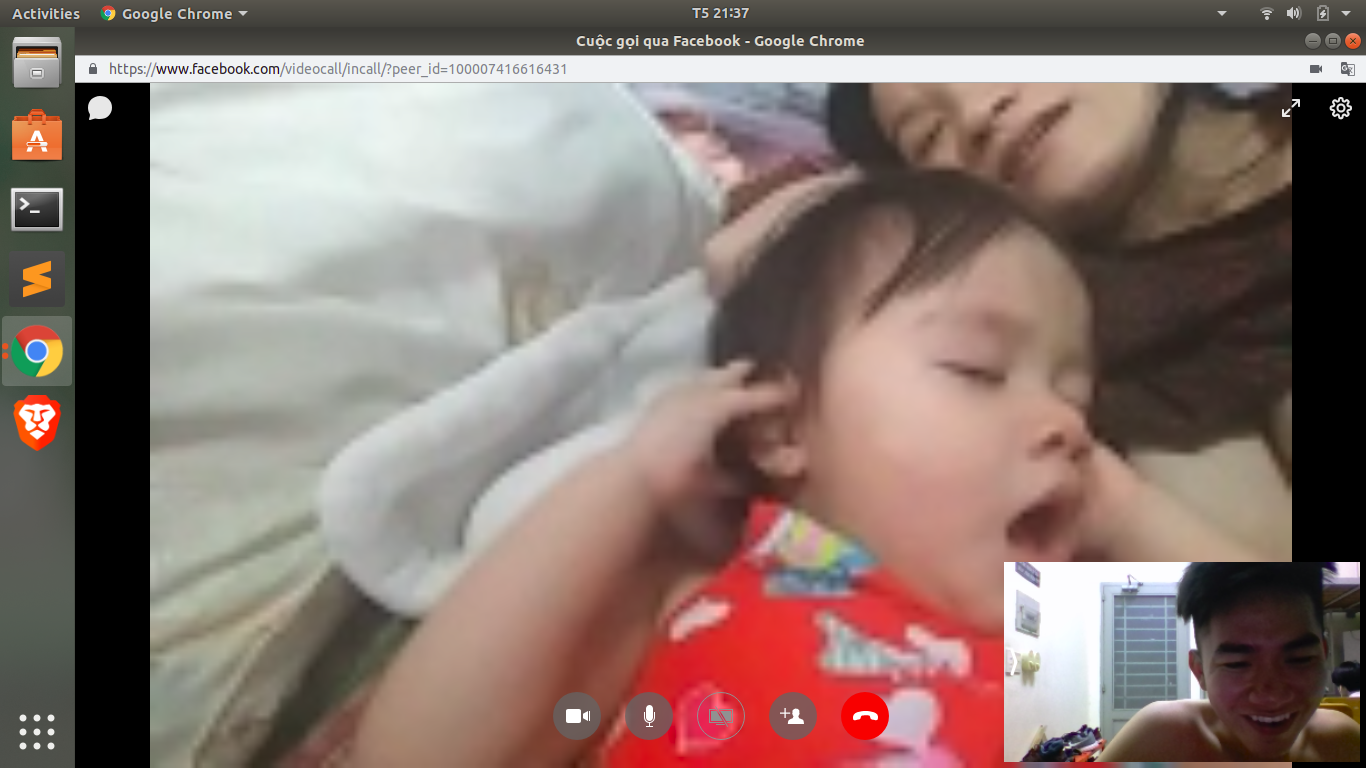 Activities
Google Chrome
T5 21:37
Cuộc gọi qua Facebook - Google Chrome
https://www.facebook.com/videocall/incall/?peer_id=100007416616431